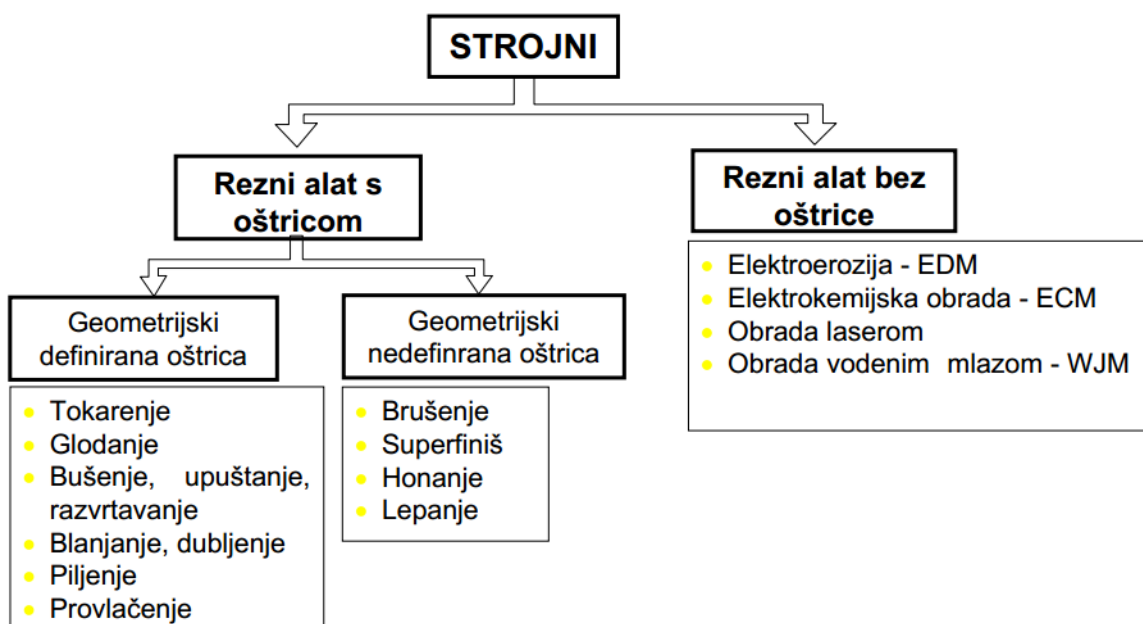 STROJNI
Rezni alat s
oštricom
Rezni alat bez
oštrice
Geometrijski
definirana oštrica
Geometrijski
nedefinrana oštrica
• Elektroerozija - EDM
• Elektrokemijska obrada - ECM
• Obrada laserom
• Obrada vodenim mlazom - WJM
• Tokarenje
• Glodanje
• Bušenje, upuštanje,
razvrtavanje
• Blanjanje, dubljenje
• Piljenje
• Provlačenje
• Brušenje
• Superfiniš
• Honanje
• Lepanje